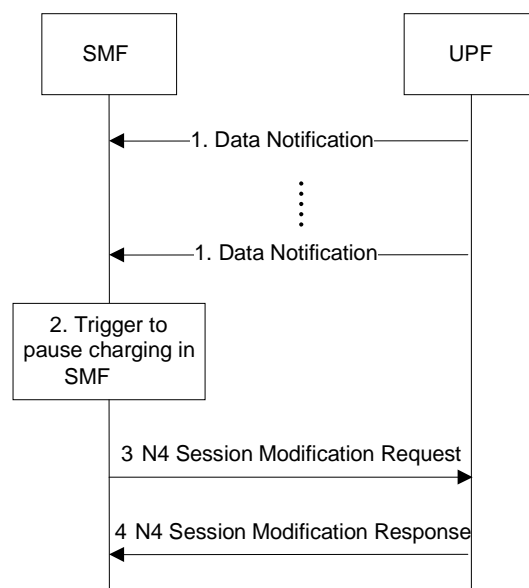 SMF
UPF
1. Data Notification
1. Data Notification
2. Trigger to
pause charging in
SMF
3 N4 Session Modification Request
4 N4 Session Modification Response